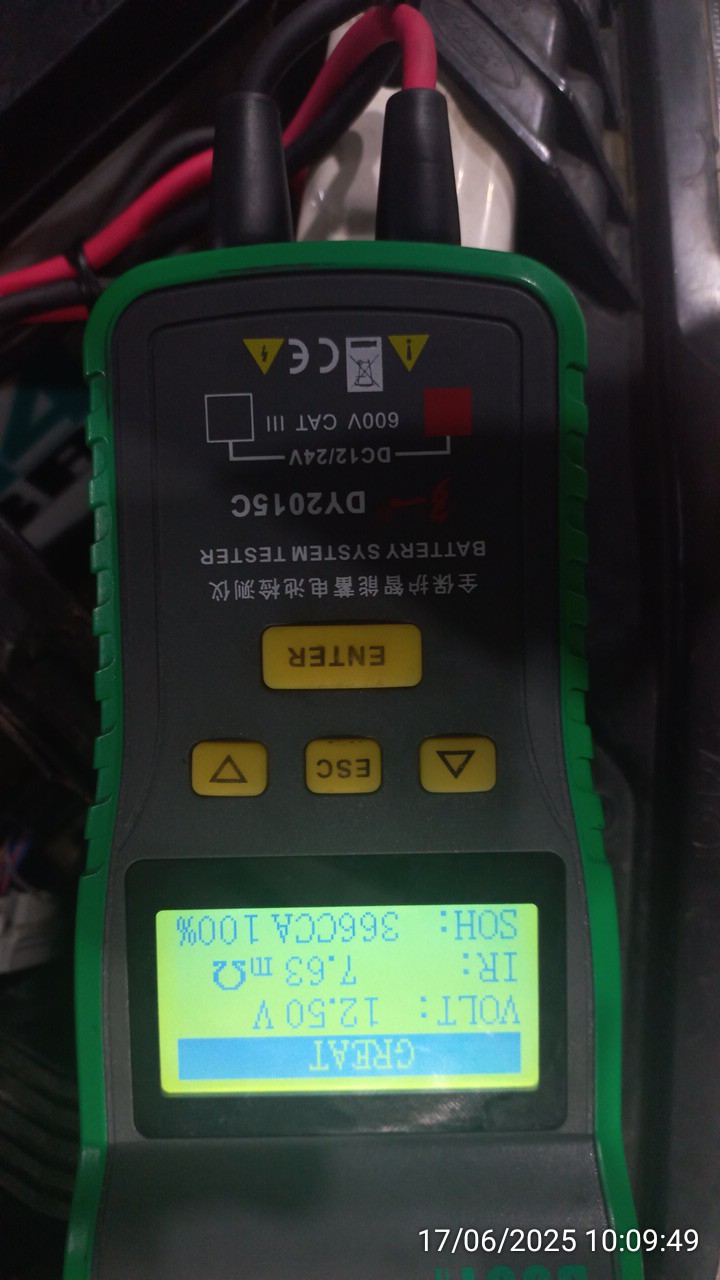 GREAT
VOLT: 12.50 V
IR: 7.63 mΩ
SOH: 366CCA 100%
ESC
ENTER
全保护智能蓄电池检测仪
BATTERY SYSTEM TESTER
DY2015C
DC12/24V
600V CAT III
CE
17/06/2025 10:09:49